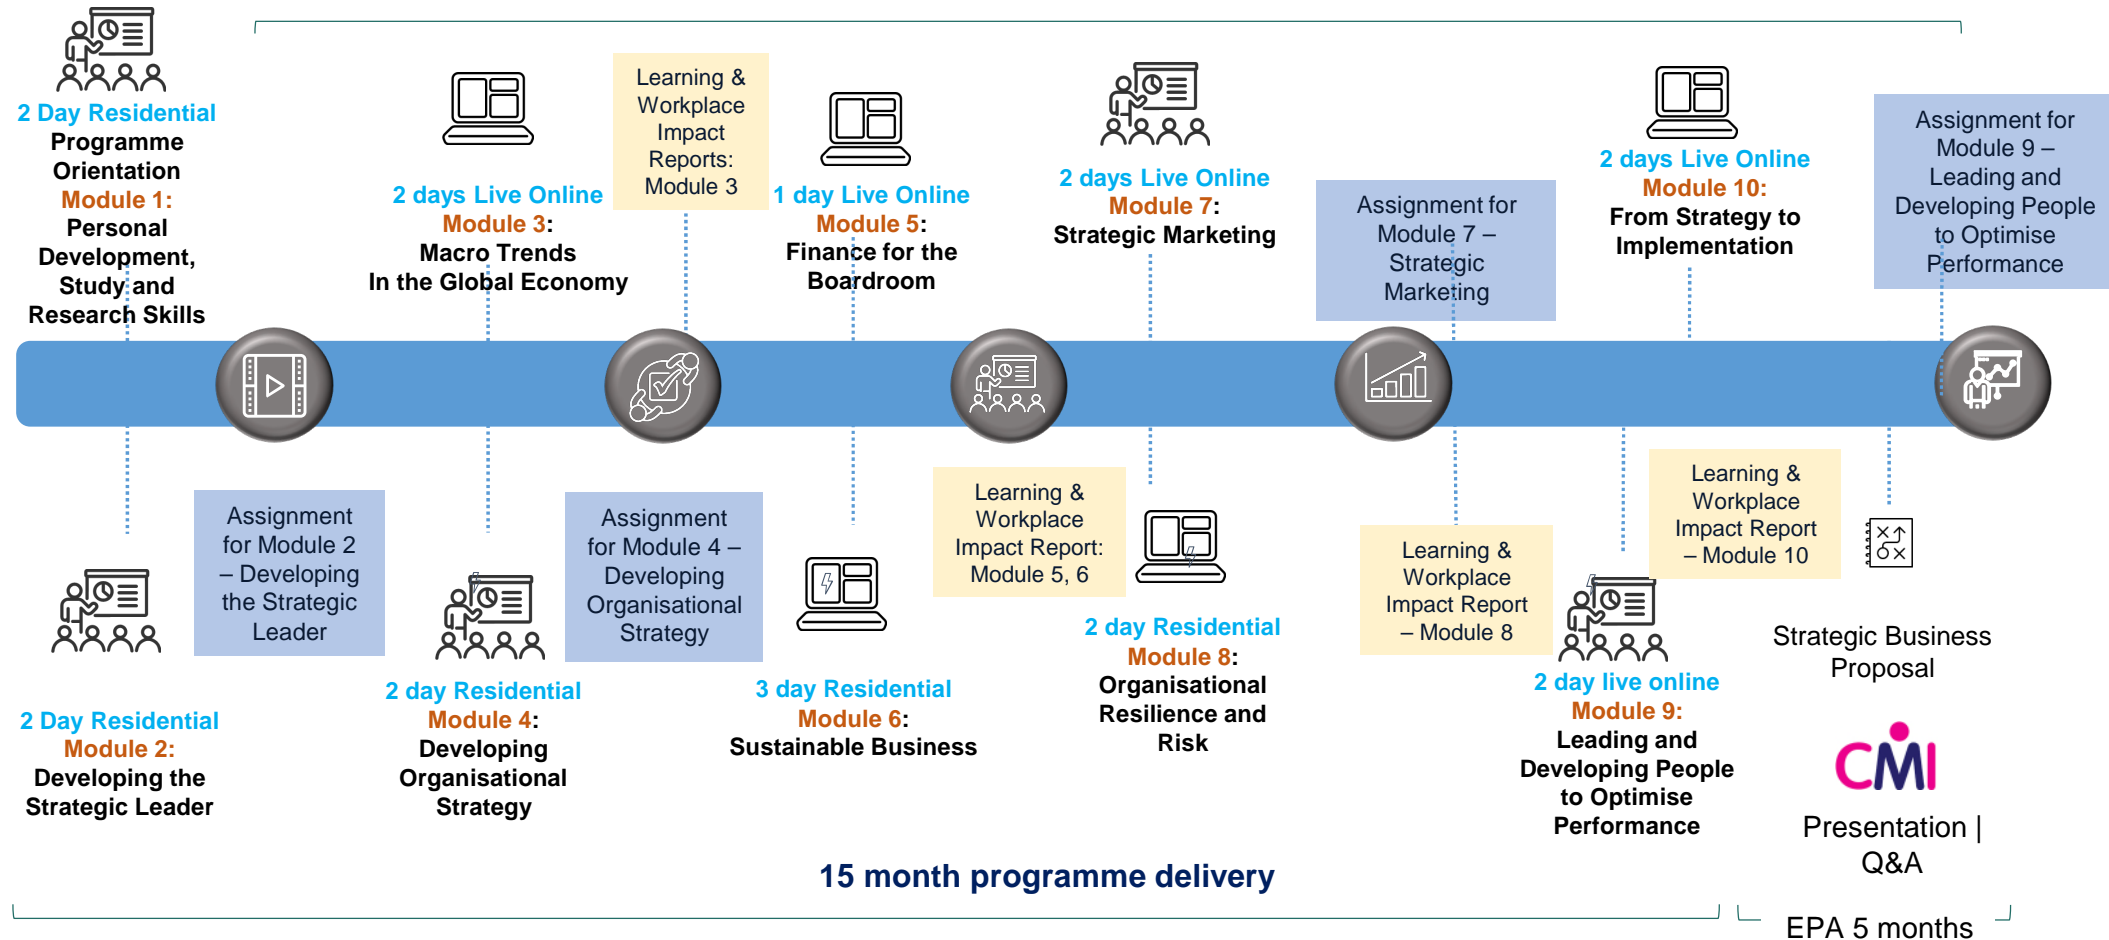 2 Day Residential
Programme
Orientation
Module 1:
Personal
Development,
Study and
Research Skills
2 days Live Online
Module 3:
Macro Trends
In the Global Economy
Learning &
Workplace
Impact
Reports:
Module 3
1 day Live Online
Module 5:
Finance for the
Boardroom
2 days Live Online
Module 7:
Strategic Marketing
Assignment for
Module 7 –
Strategic
Marketing
2 days Live Online
Module 10:
From Strategy to
Implementation
Assignment for
Module 9 –
Leading and
Developing People
to Optimise
Performance
2 Day Residential
Module 2:
Developing the
Strategic Leader
Assignment
for Module 2
– Developing
the Strategic
Leader
2 day Residential
Module 4:
Developing
Organisational
Strategy
Assignment
for Module 4 –
Developing
Organisational
Strategy
3 day Residential
Module 6:
Sustainable Business
Learning &
Workplace
Impact Report:
Module 5, 6
2 day Residential
Module 8:
Organisational
Resilience and
Risk
Learning &
Workplace
Impact Report
– Module 8
2 day live online
Module 9:
Leading and
Developing People
to Optimise
Performance
Learning &
Workplace
Impact Report
– Module 10
Strategic Business
Proposal
CMI
Presentation |
Q&A
15 month programme delivery
EPA 5 months